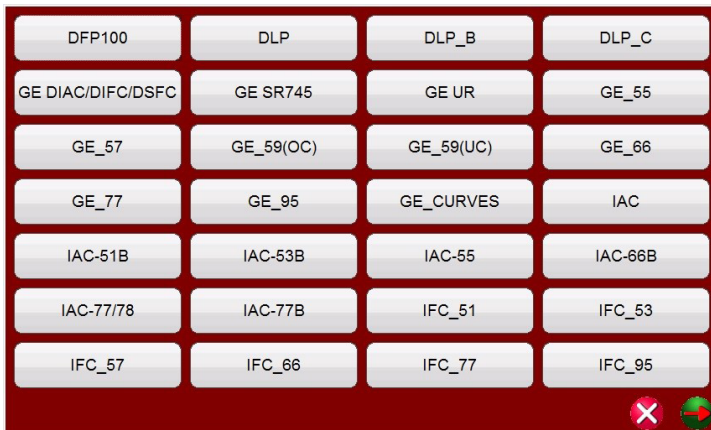 DFP100 DLP DLP_B DLP_C
GE DIAC/DIFC/DSFC GE SR745 GE UR GE_55
GE_57 GE_59(OC) GE_59(UC) GE_66
GE_77 GE_95 GE_CURVES IAC
IAC-51B IAC-53B IAC-55 IAC-66B
IAC-77/78 IAC-77B IFC_51 IFC_53
IFC_57 IFC_66 IFC_77 IFC_95